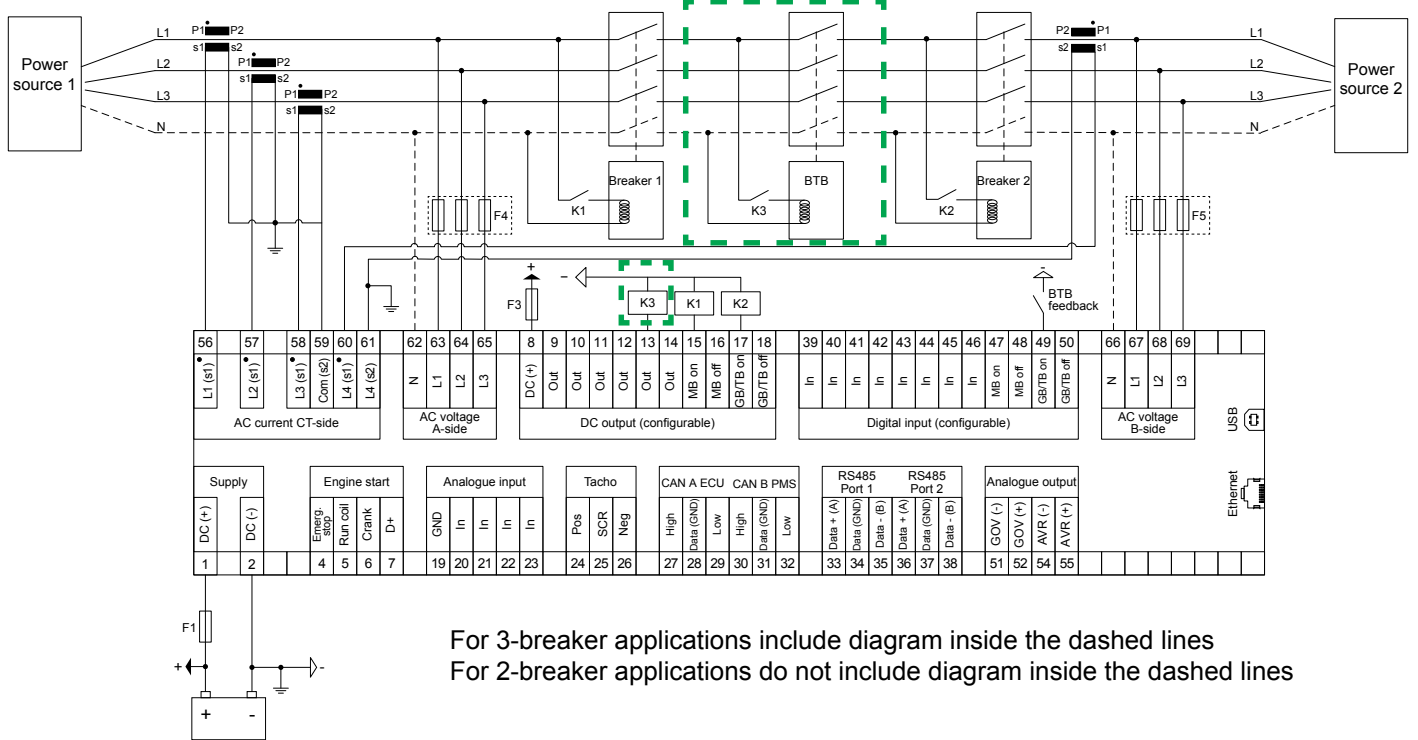 P1 P2
P2 P1
L1
L1
s1 s2
s2 s1
Power
source 1
P1 P2
L2
L2
Power
source 2
s1 s2
P1 P2
L3
L3
s1 s2
N
N
Breaker 1
BTB
Breaker 2
K1
K3
K2
F4
F5
+
-
-
F3
K3
K1
K2
BTB
feedback
56 57 58 59 60 61 62 63 64 65 8 9 10 11 12 13 14 15 16 17 18 39 40 41 42 43 44 45 46 47 48 49 50 66 67 68 69
L1 (s1)
L2 (s1)
L3 (s1)
Com (s2)
L4 (s1)
L4 (s2)
N
L1
L2
L3
DC (+)
Out
Out
Out
Out
Out
Out
MB on
MB off
GB/TB on
GB/TB off
In
In
In
In
In
In
In
In
MB on
MB off
GB/TB on
GB/TB off
N
L1
L2
L3
AC current CT-side
AC voltage
A-side
DC output (configurable)
Digital input (configurable)
AC voltage
B-side
USB
Ethernet
Supply
Engine start
Analogue input
Tacho
CAN A ECU
CAN B PMS
RS485
Port 1
RS485
Port 2
Analogue output
DC (+)
DC (-)
Emerg.
stop
Run coil
Crank
D+
GND
In
In
In
In
Pos
SCR
Neg
High
Data (GND)
Low
High
Data (GND)
Low
Data + (A)
Data (GND)
Data - (B)
Data + (A)
Data (GND)
Data - (B)
GOV (-)
GOV (+)
AVR (-)
AVR (+)
1 2 4 5 6 7 19 20 21 22 23 24 25 26 27 28 29 30 31 32 33 34 35 36 37 38 51 52 54 55
F1
+
-
+ -
For 3-breaker applications include diagram inside the dashed lines
For 2-breaker applications do not include diagram inside the dashed lines